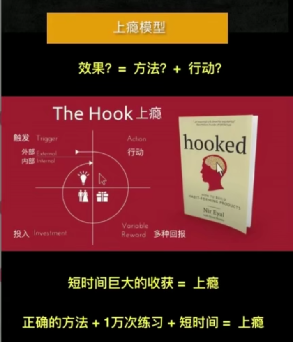 上瘾模型
效果？= 方法？+ 行动？
The Hook 上瘾
触发 Trigger
Action
外部 External
行动
内部 Internal
hooked
Nir Eyal
投入 Investment
Variable
Reward 多种回报
短时间巨大的收获 = 上瘾
正确的方法 + 1万次练习 + 短时间 = 上瘾